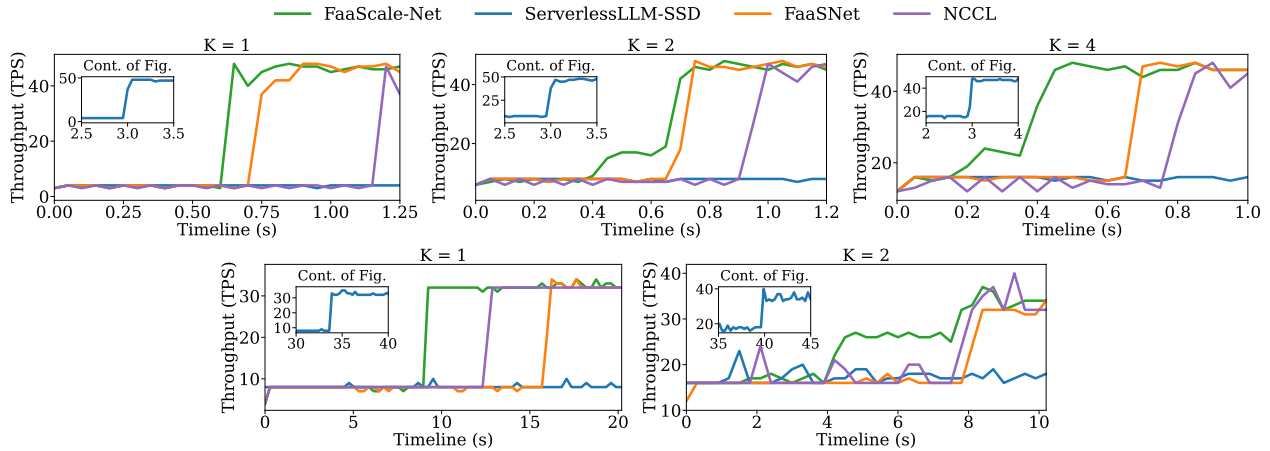 FaaScale-Net ServerlessLLM-SSD FaaSNet NCCL
K = 1
Throughput (TPS)
40
20
0
Cont. of Fig.
50
0
2.5 3.0 3.5
0.00 0.25 0.50 0.75 1.00 1.25
Timeline (s)
K = 2
Throughput (TPS)
40
20
Cont. of Fig.
50
25
2.5 3.0 3.5
0.0 0.2 0.4 0.6 0.8 1.0 1.2
Timeline (s)
K = 4
Throughput (TPS)
40
20
Cont. of Fig.
40
20
2 3 4
0.0 0.2 0.4 0.6 0.8 1.0
Timeline (s)
K = 1
Throughput (TPS)
30
20
10
Cont. of Fig.
30
20
10
30 35 40
0 5 10 15 20
Timeline (s)
K = 2
Throughput (TPS)
40
30
20
10
Cont. of Fig.
40
20
35 40 45
0 2 4 6 8 10
Timeline (s)